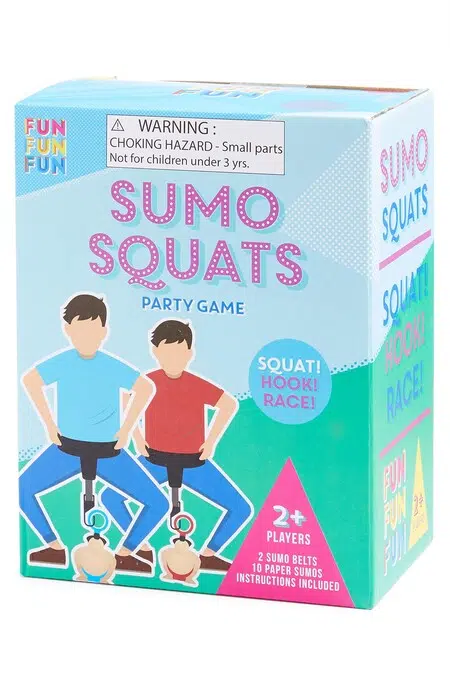 FUN
FUN
FUN
⚠ WARNING :
CHOKING HAZARD - Small parts
Not for children under 3 yrs.
SUMO
SQUATS
PARTY GAME
SQUAT!
HOOK!
RACE!
2+
PLAYERS
2 SUMO BELTS
10 PAPER SUMOS
INSTRUCTIONS INCLUDED
SUMO
SQUATS
SQUAT!
HOOK!
RACE!
FUN
FUN
FUN
2+